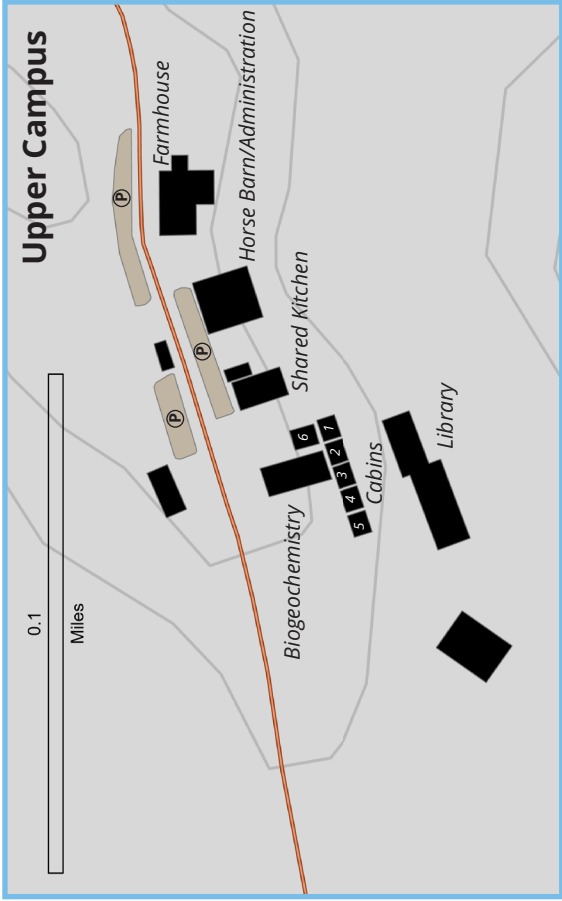 Upper Campus
0.1
Miles
P
P
P
Farmhouse
Horse Barn/Administration
Shared Kitchen
Biogeochemistry
6
1
2
3
4
5
Cabins
Library